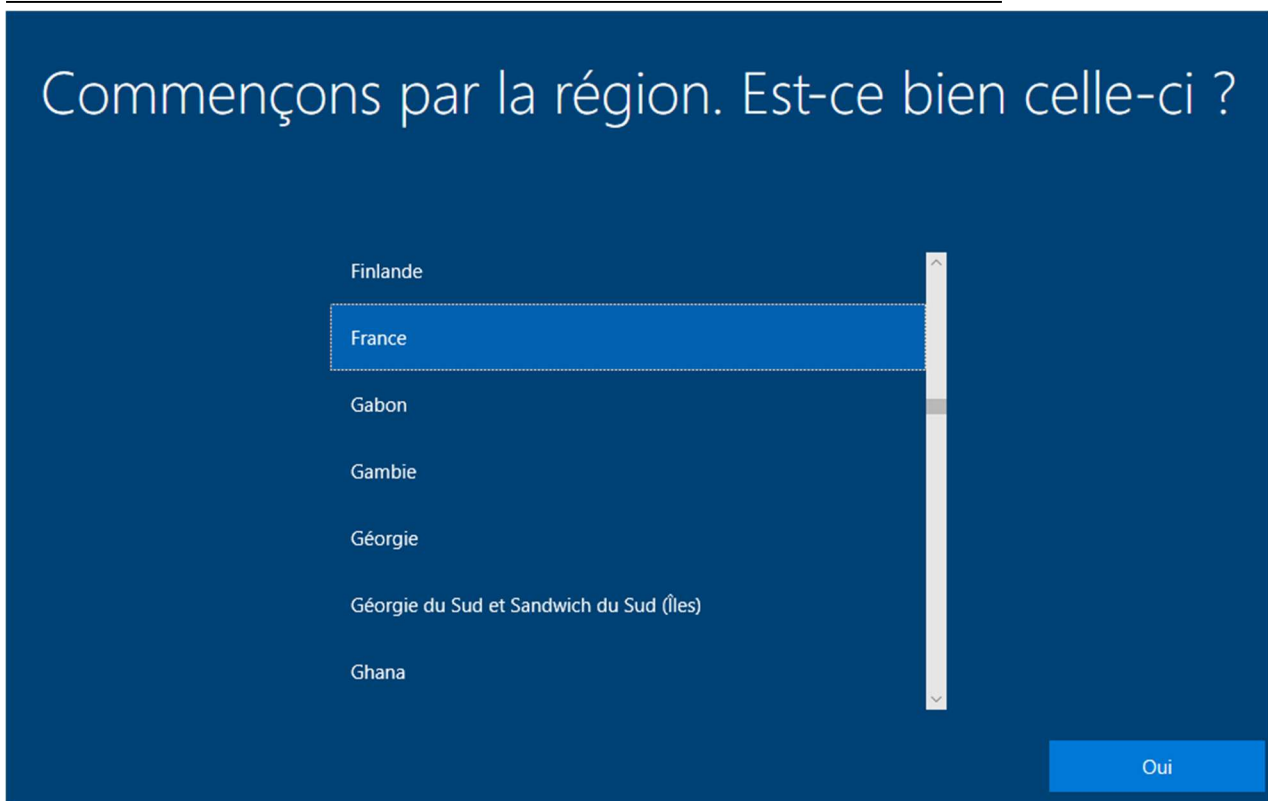 Commençons par la région. Est-ce bien celle-ci ?
Finlande
France
Gabon
Gambie
Géorgie
Géorgie du Sud et Sandwich du Sud (Îles)
Ghana
Oui